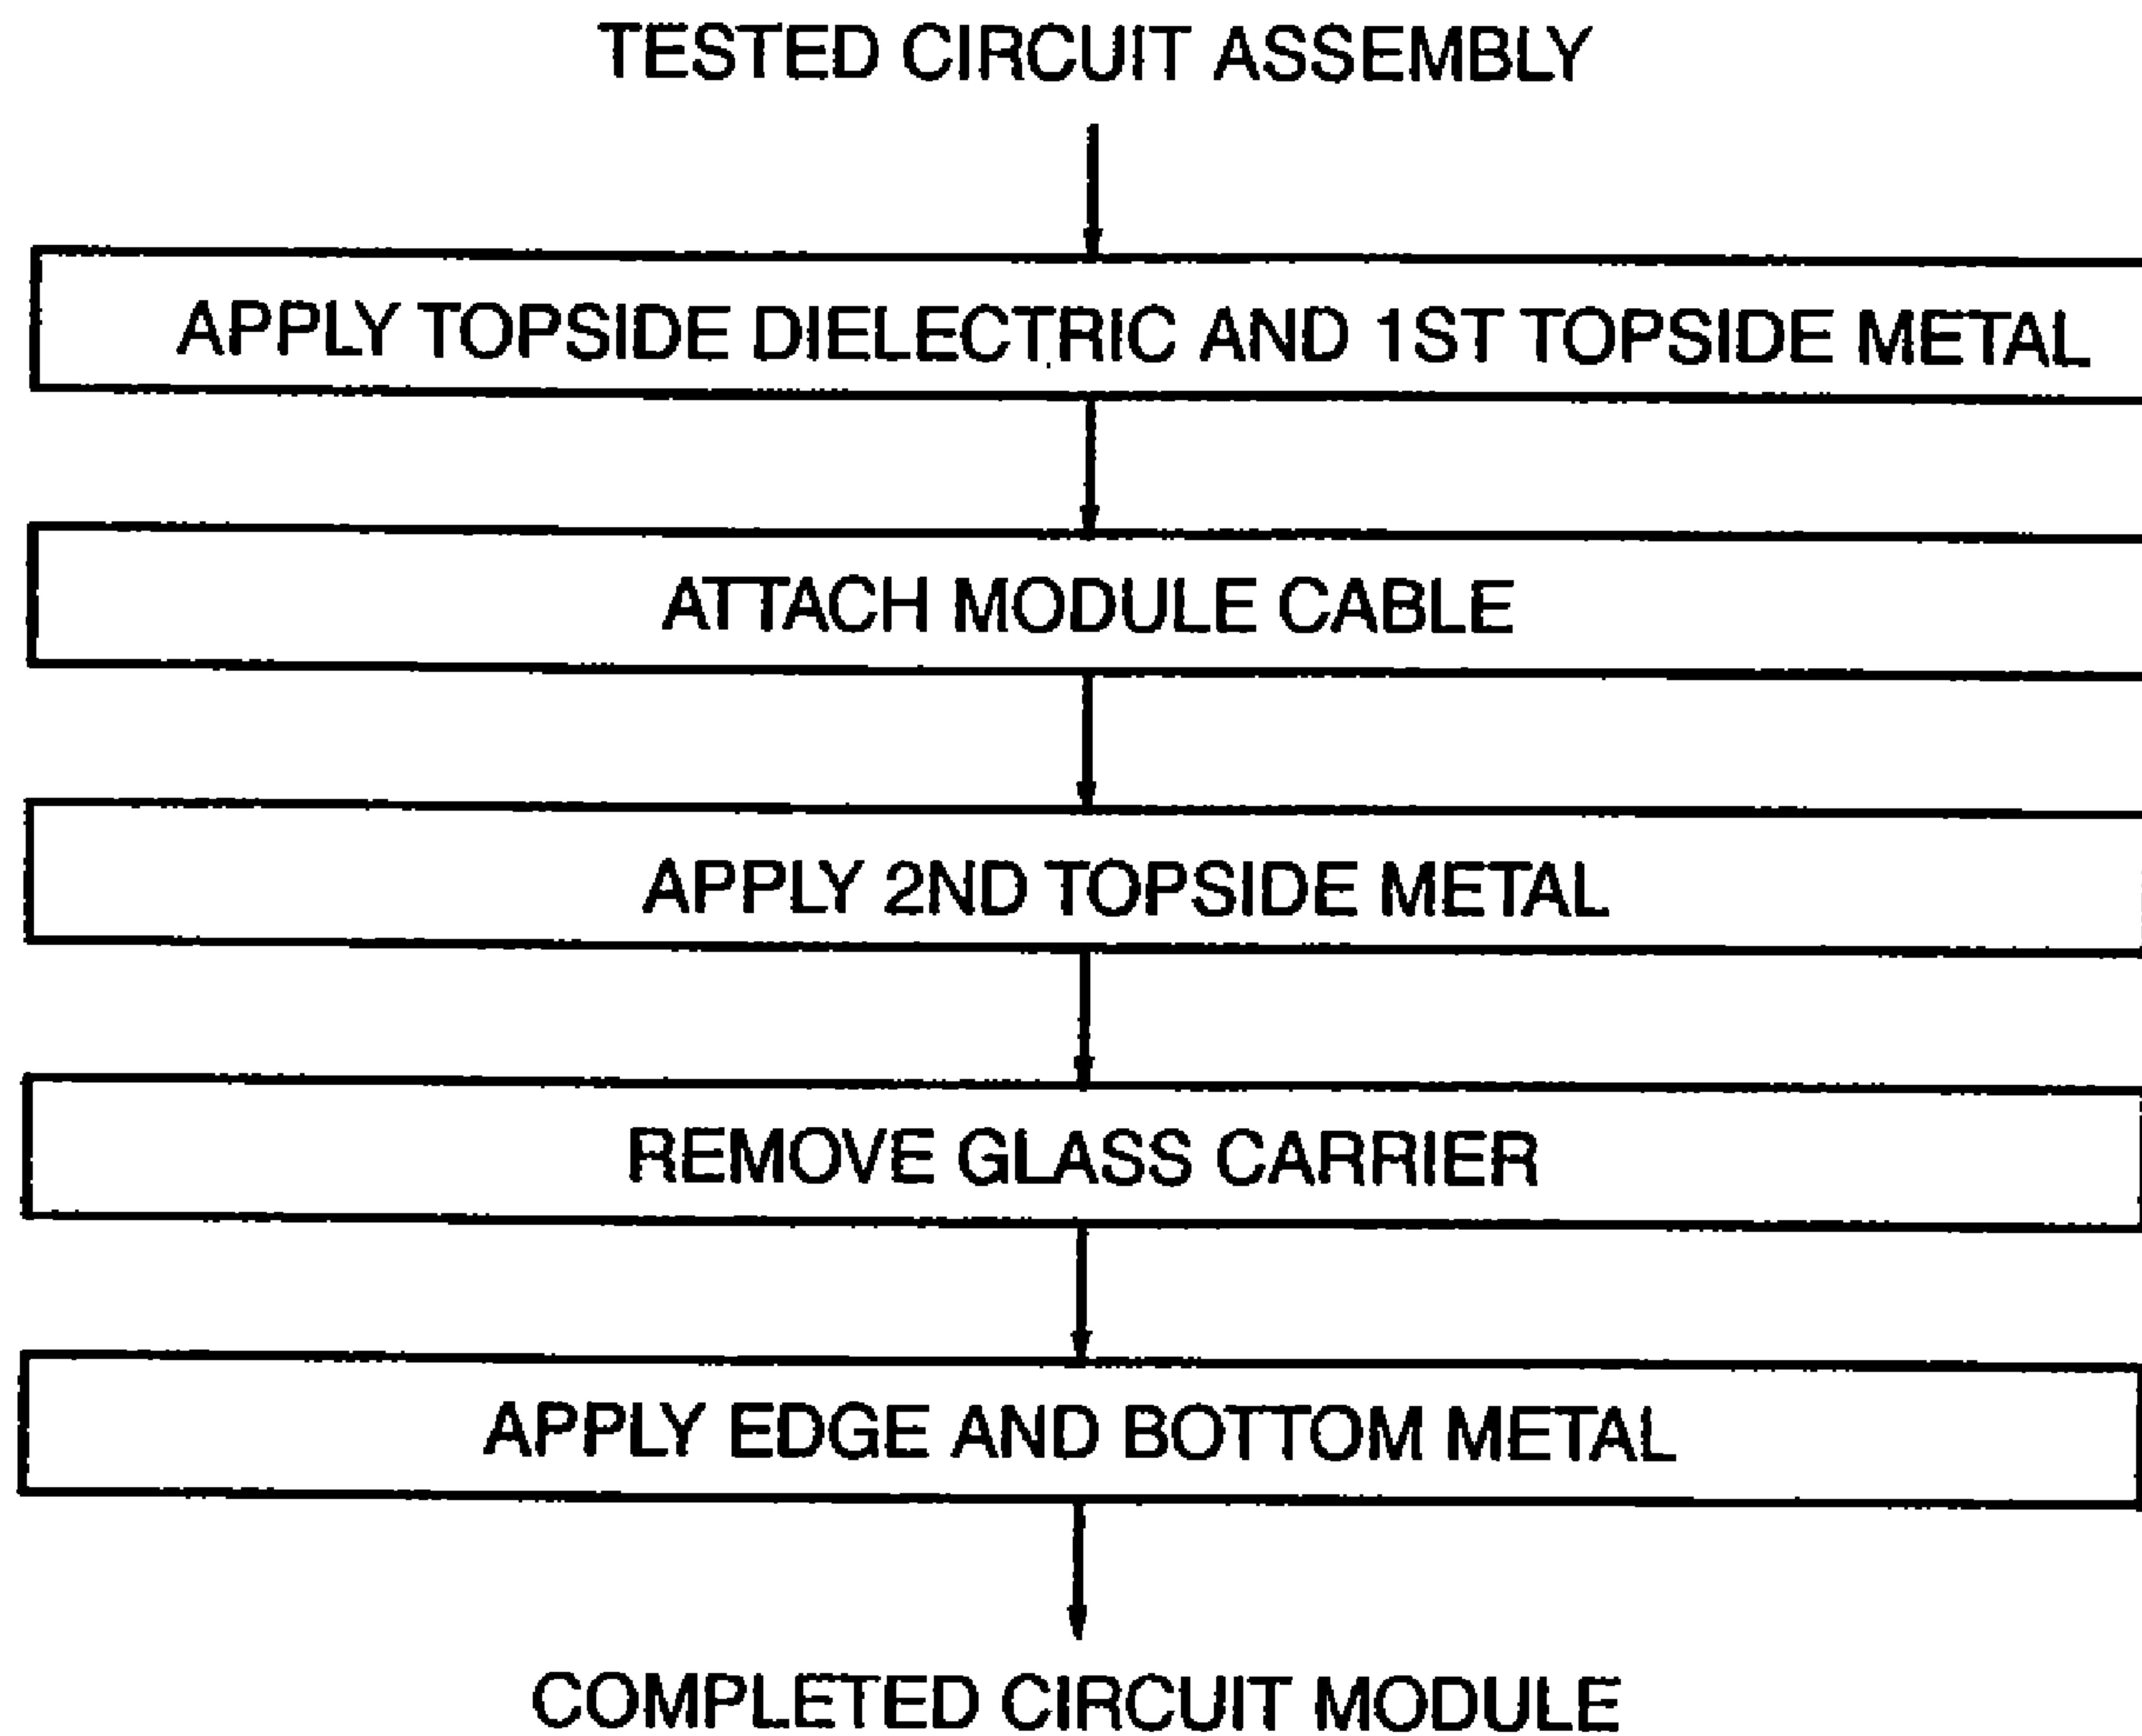 TESTED CIRCUIT ASSEMBLY
APPLY TOPSIDE DIELECTRIC AND 1ST TOPSIDE METAL
ATTACH MODULE CABLE
APPLY 2ND TOPSIDE METAL
REMOVE GLASS CARRIER
APPLY EDGE AND BOTTOM METAL
COMPLETED CIRCUIT MODULE